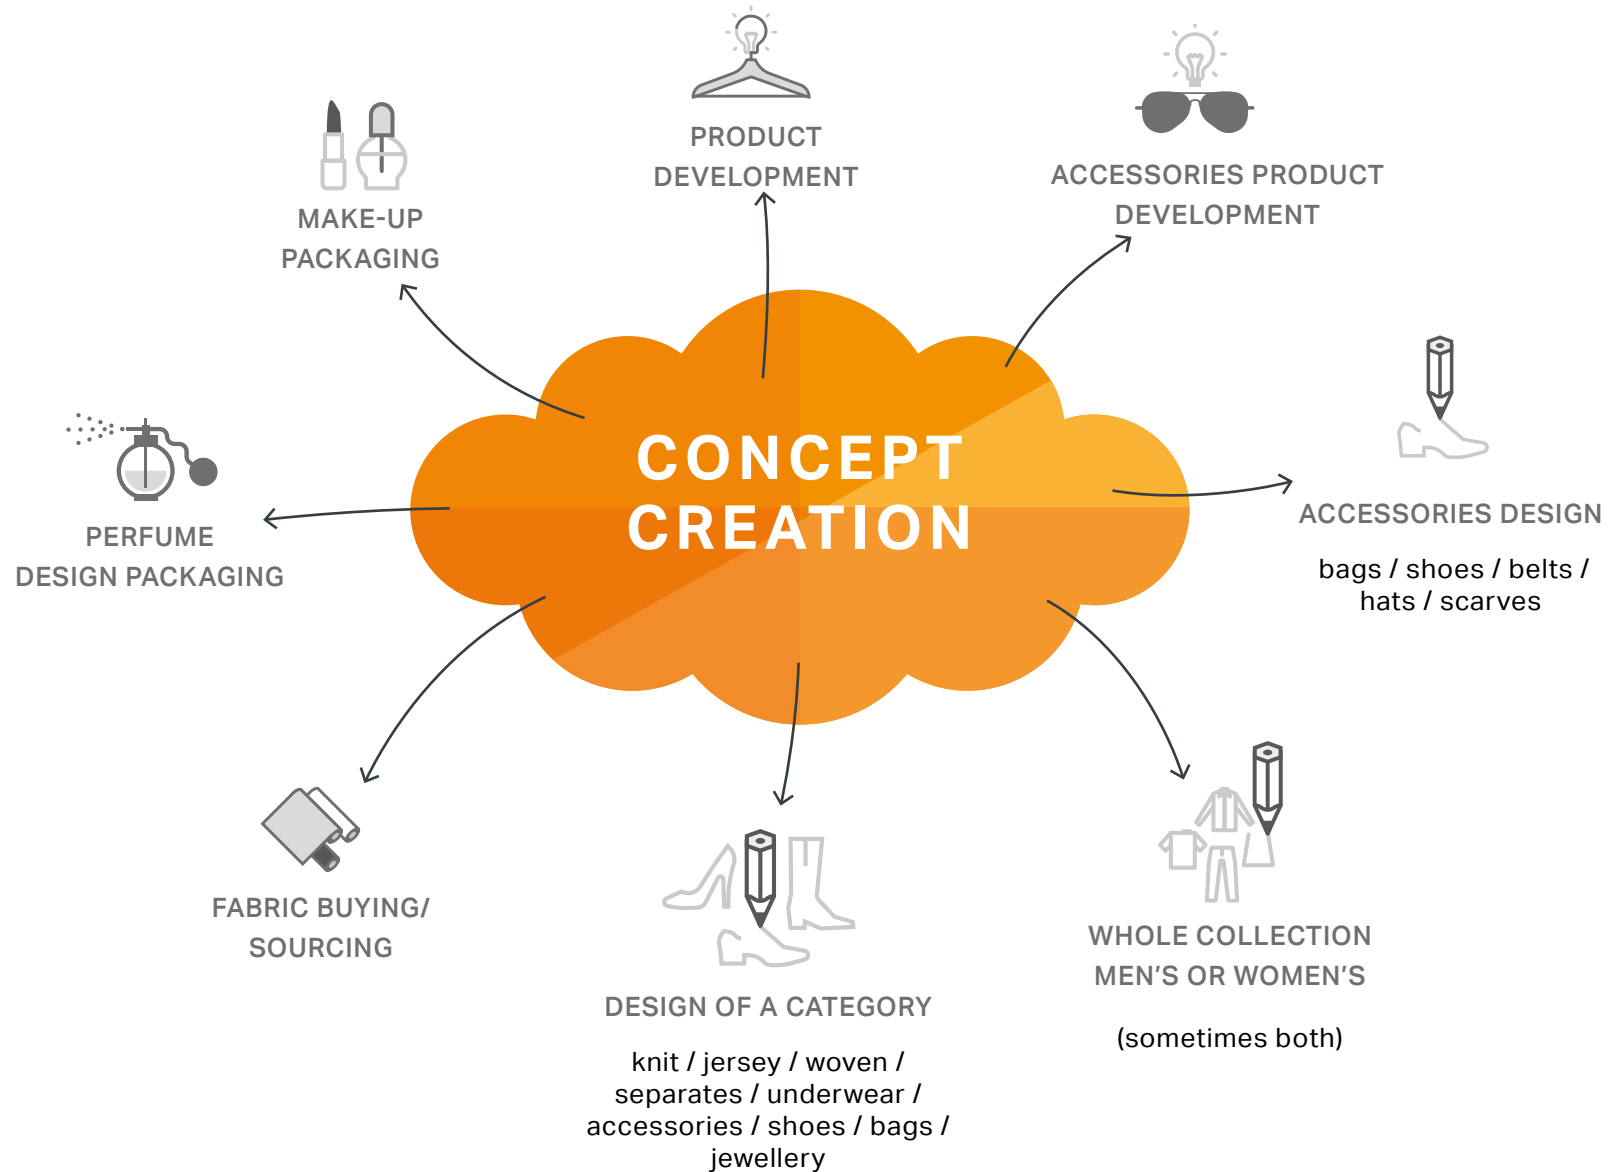 PRODUCT
DEVELOPMENT
ACCESSORIES PRODUCT
DEVELOPMENT
MAKE-UP
PACKAGING
CONCEPT
CREATION
ACCESSORIES DESIGN
bags / shoes / belts /
hats / scarves
PERFUME
DESIGN PACKAGING
FABRIC BUYING/
SOURCING
DESIGN OF A CATEGORY
knit / jersey / woven /
separates / underwear /
accessories / shoes / bags /
jewellery
WHOLE COLLECTION
MEN'S OR WOMEN'S
(sometimes both)